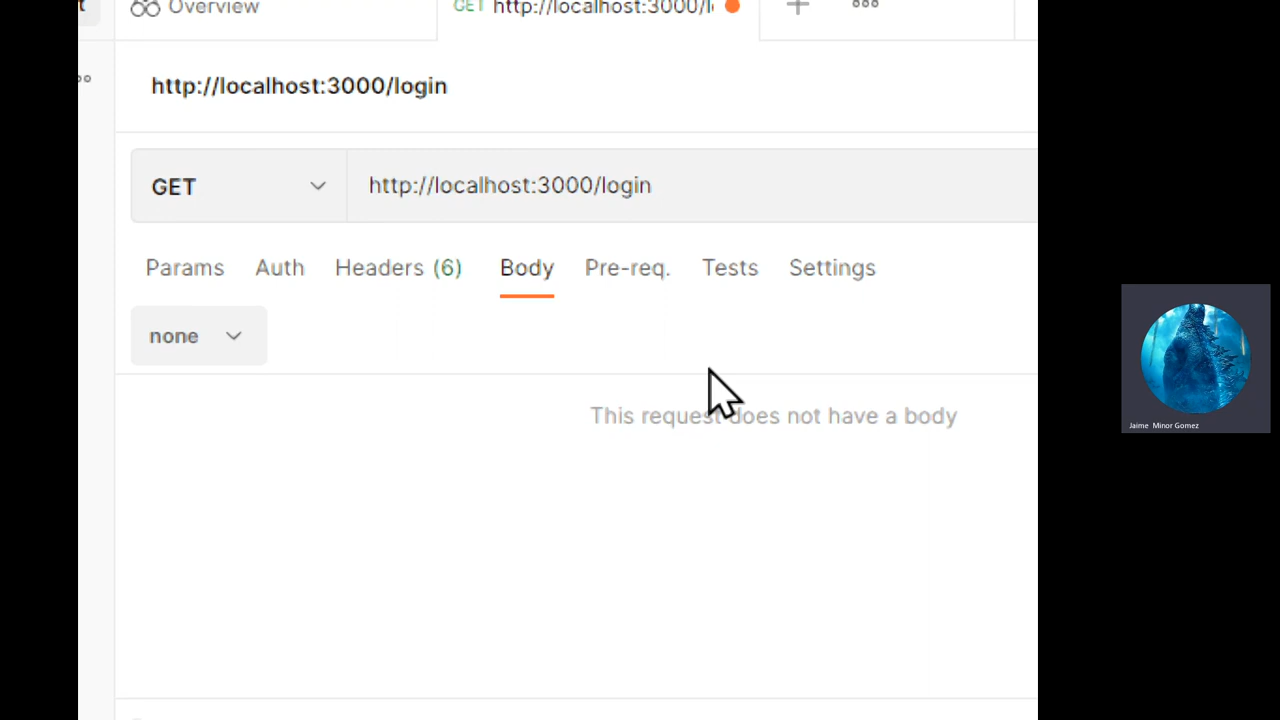 Overview
GET http://localhost:3000/l
http://localhost:3000/login
GET http://localhost:3000/login
Params Auth Headers (6) Body Pre-req. Tests Settings
none
This request does not have a body
Jaime Minor Gomez